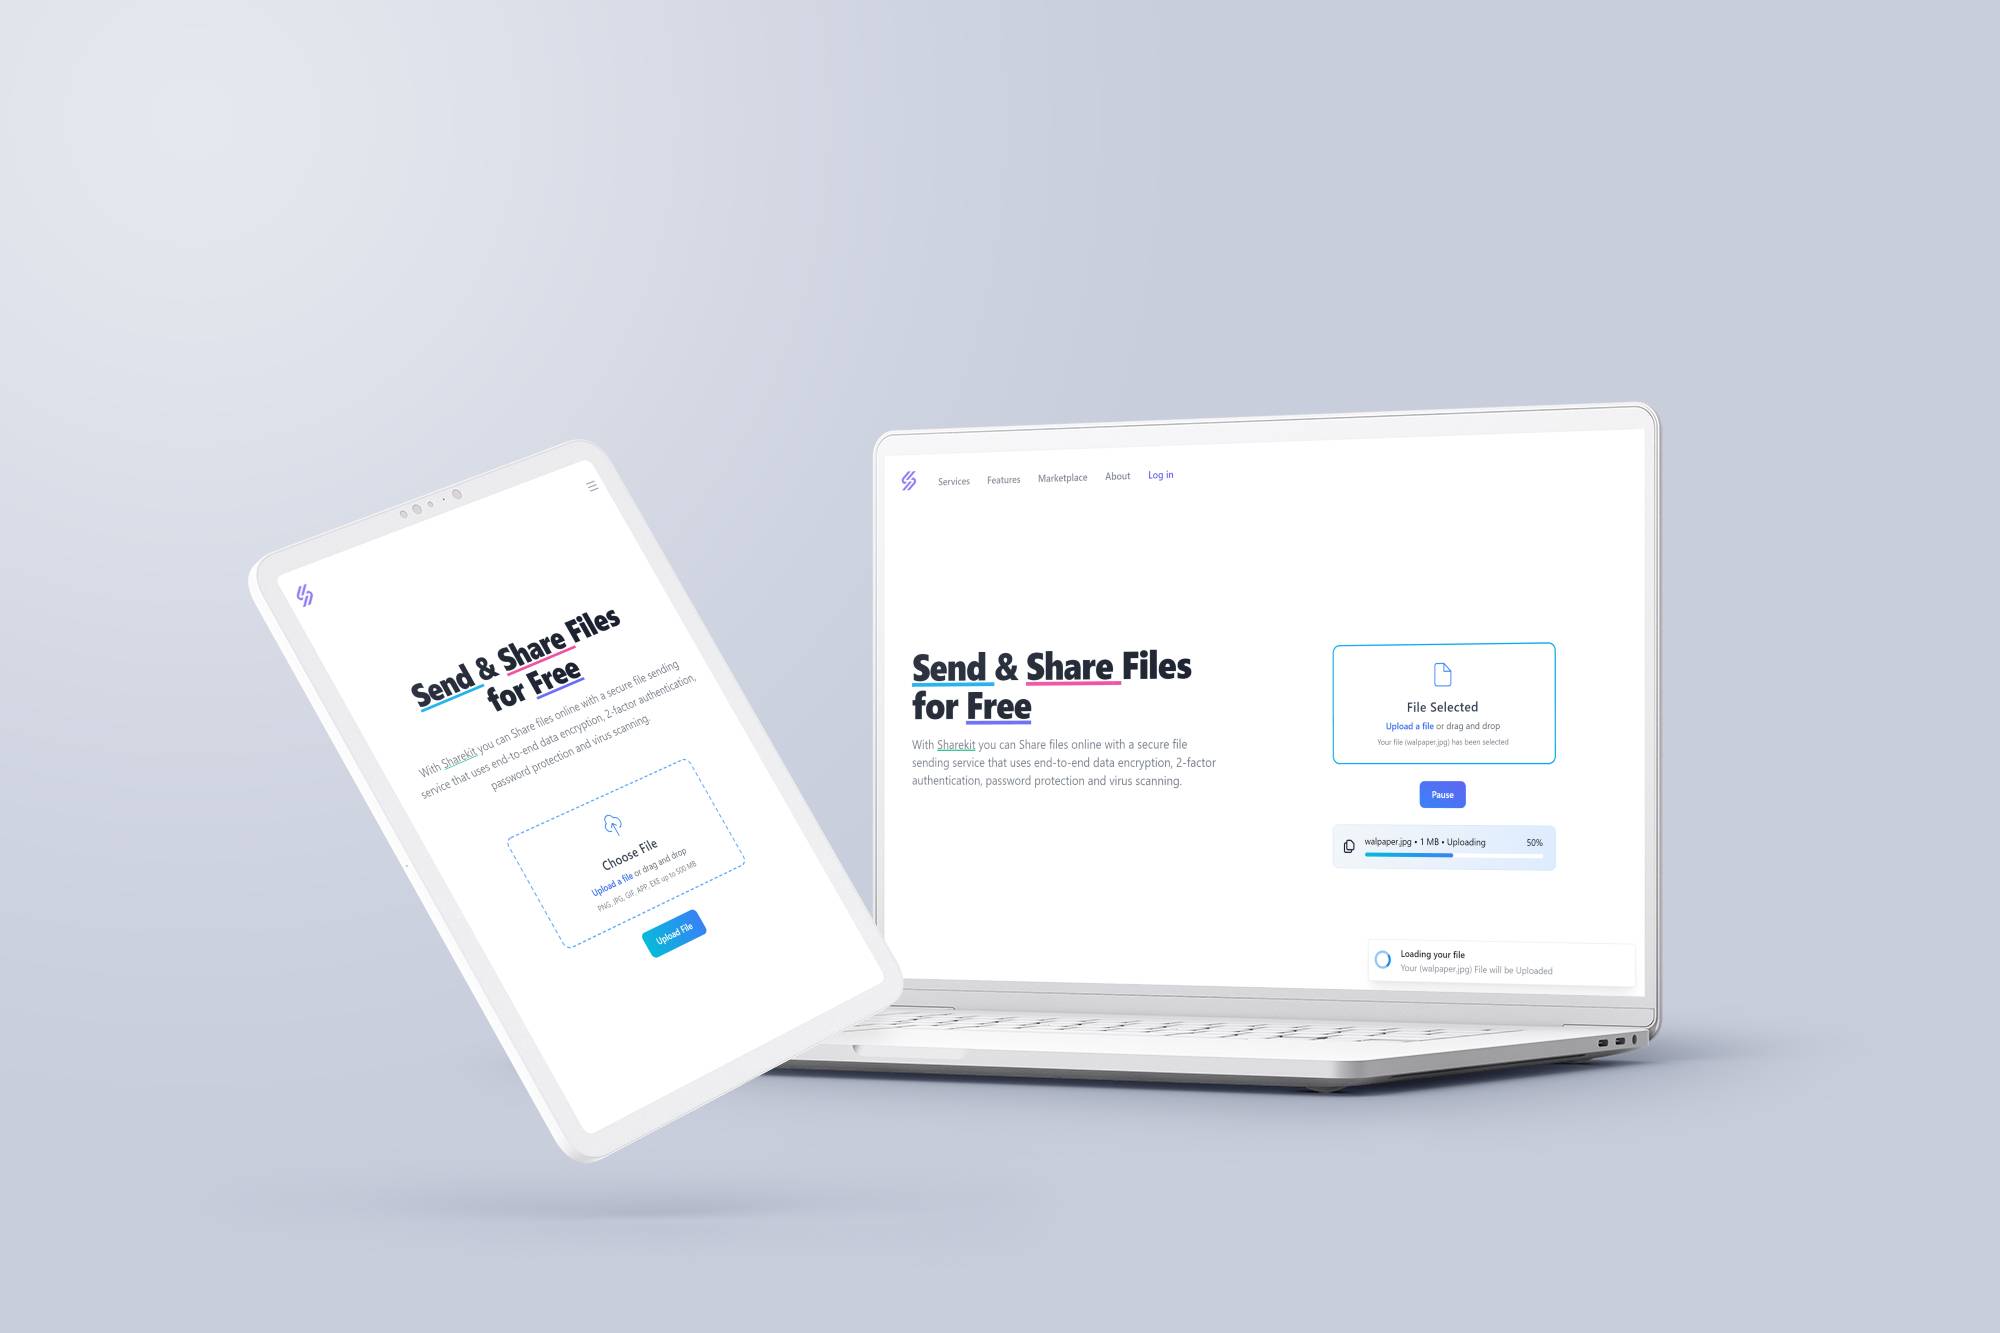 Send & Share Files
for Free
With Sharekit you can Share files online with a secure file sending
service that uses end-to-end data encryption, 2-factor authentication,
password protection and virus scanning.
Choose File
Upload a file or drag and drop
PNG, JPG, GIF, APP, EXE up to 500 MB
Upload File
Services Features Marketplace About Log in
Send & Share Files
for Free
With Sharekit you can Share files online with a secure file
sending service that uses end-to-end data encryption, 2-factor
authentication, password protection and virus scanning.
File Selected
Upload a file or drag and drop
Your file (walpaper.jpg) has been selected
Pause
walpaper.jpg • 1 MB • Uploading 50%
Loading your file
Your (walpaper.jpg) File will be Uploaded